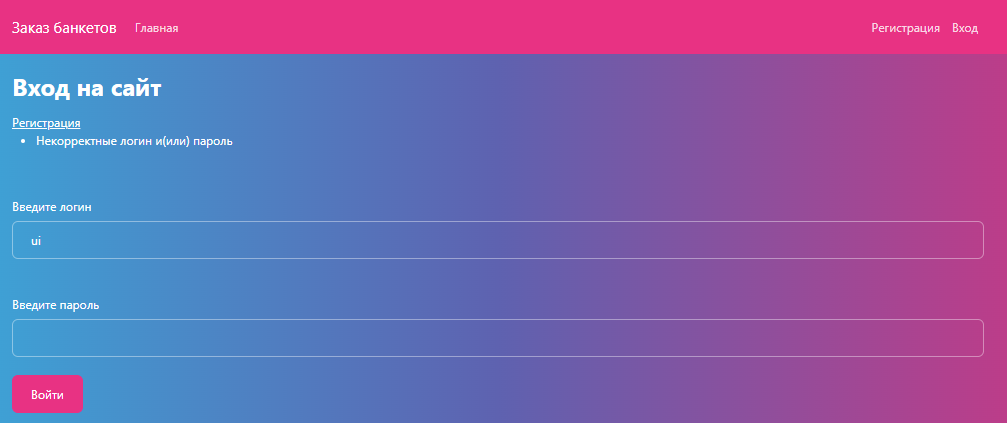 Заказ банкетов Главная Регистрация Вход
Вход на сайт
Регистрация
Некорректные логин и(или) пароль
Введите логин
ui
Введите пароль
Войти